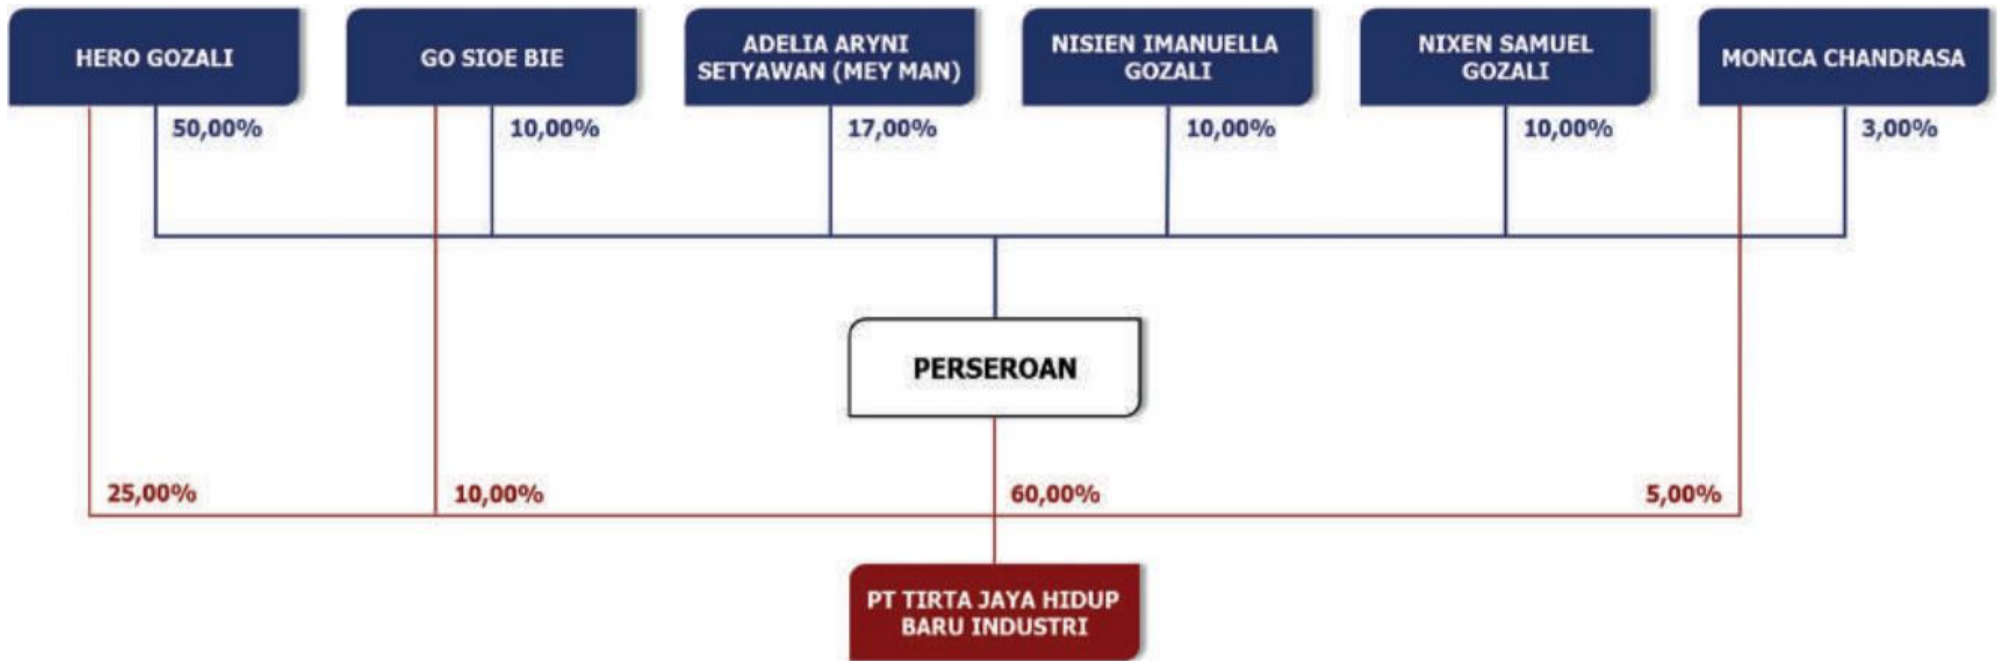 HERO GOZALI
GO SIOE BIE
ADELIA ARYNI
SETYAWAN (MEY MAN)
NISIEN IMANUELLA
GOZALI
NIXEN SAMUEL
GOZALI
MONICA CHANDRASA
50,00%
10,00%
17,00%
10,00%
10,00%
3,00%
PERSEROAN
25,00%
10,00%
60,00%
5,00%
PT TIRTA JAYA HIDUP
BARU INDUSTRI